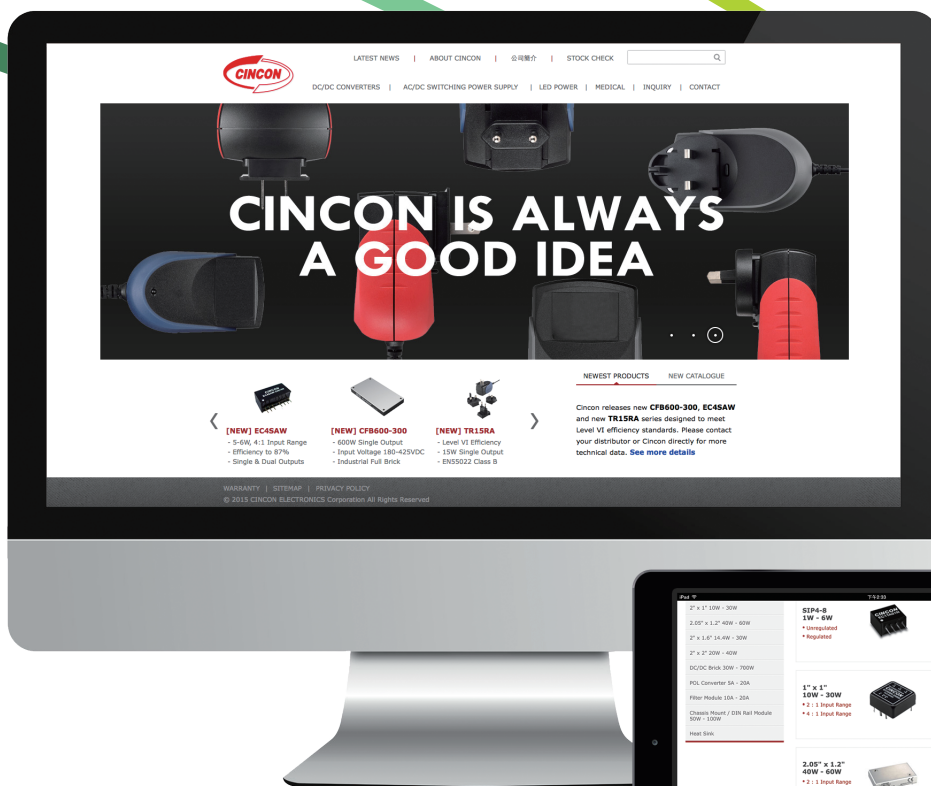 CINCON
LATEST NEWS | ABOUT CINCON | 公司簡介 | STOCK CHECK
DC/DC CONVERTERS | AC/DC SWITCHING POWER SUPPLY | LED POWER | MEDICAL | INQUIRY | CONTACT
CINCON IS ALWAYS
A GOOD IDEA
[NEW] EC4SAW
- 5-6W, 4:1 Input Range
- Efficiency to 87%
- Single & Dual Outputs
[NEW] CFB600-300
- 600W Single Output
- Input Voltage 180-425VDC
- Industrial Full Brick
[NEW] TR15RA
- Level VI Efficiency
- 15W Single Output
- EN55022 Class B
NEWEST PRODUCTS NEW CATALOGUE
Cincon releases new CFB600-300, EC4SAW
and new TR15RA series designed to meet
Level VI efficiency standards. Please contact
your distributor or Cincon directly for more
technical data. See more details
WARRANTY | SITEMAP | PRIVACY POLICY
© 2015 CINCON ELECTRONICS Corporation All Rights Reserved
iPad 下午2:00
2" x 1" 10W - 30W
2.05" x 1.2" 40W - 60W
2" x 1.6" 14.4W - 30W
2" x 2" 20W - 40W
DC/DC Brick 30W - 700W
POL Converter 5A - 20A
Filter Module 10A - 20A
Chassis Mount / DIN Rail Module
50W - 100W
Heat Sink
SIP4-8
1W - 6W
• Unregulated
• Regulated
CINCON
1" x 1"
10W - 30W
• 2 : 1 Input Range
• 4 : 1 Input Range
2.05" x 1.2"
40W - 60W
• 2 : 1 Input Range